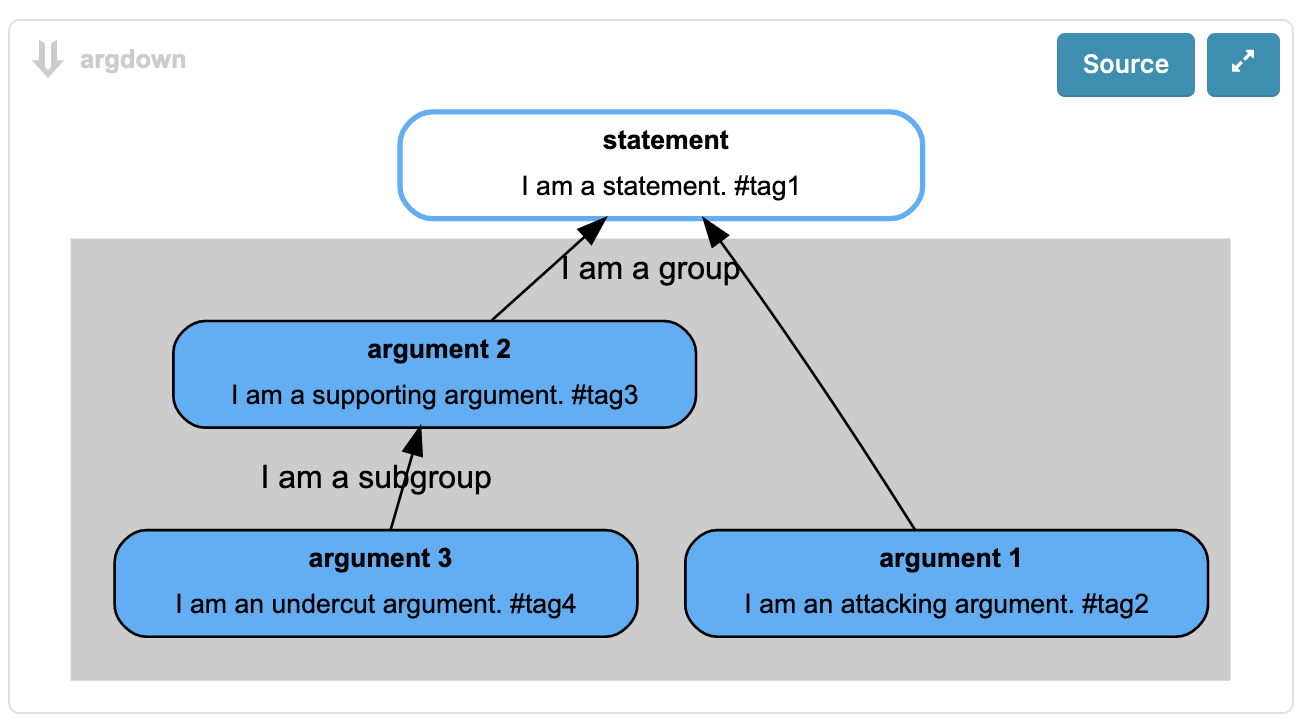 argdown
Source
statement
I am a statement. #tag1
I am a group
argument 2
I am a supporting argument. #tag3
I am a subgroup
argument 3
I am an undercut argument. #tag4
argument 1
I am an attacking argument. #tag2